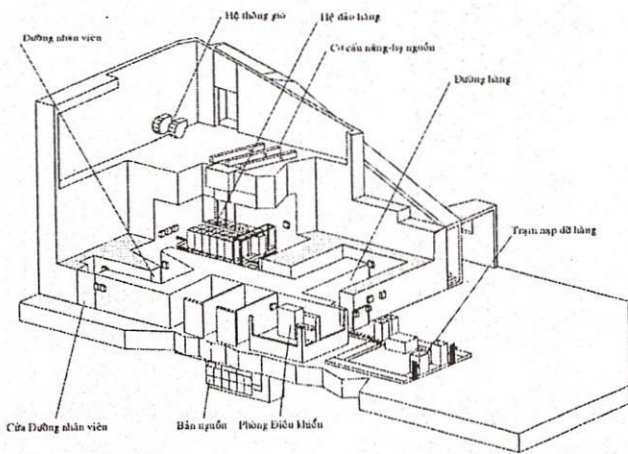 Hệ thống gió
Hệ đảo hàng
Đường nhân viên
Cơ cấu nâng-hạ nguồn
Đường hàng
Trạm nạp dỡ hàng
Cửa Đường nhân viên
Bản nguồn
Phòng Điều khiển